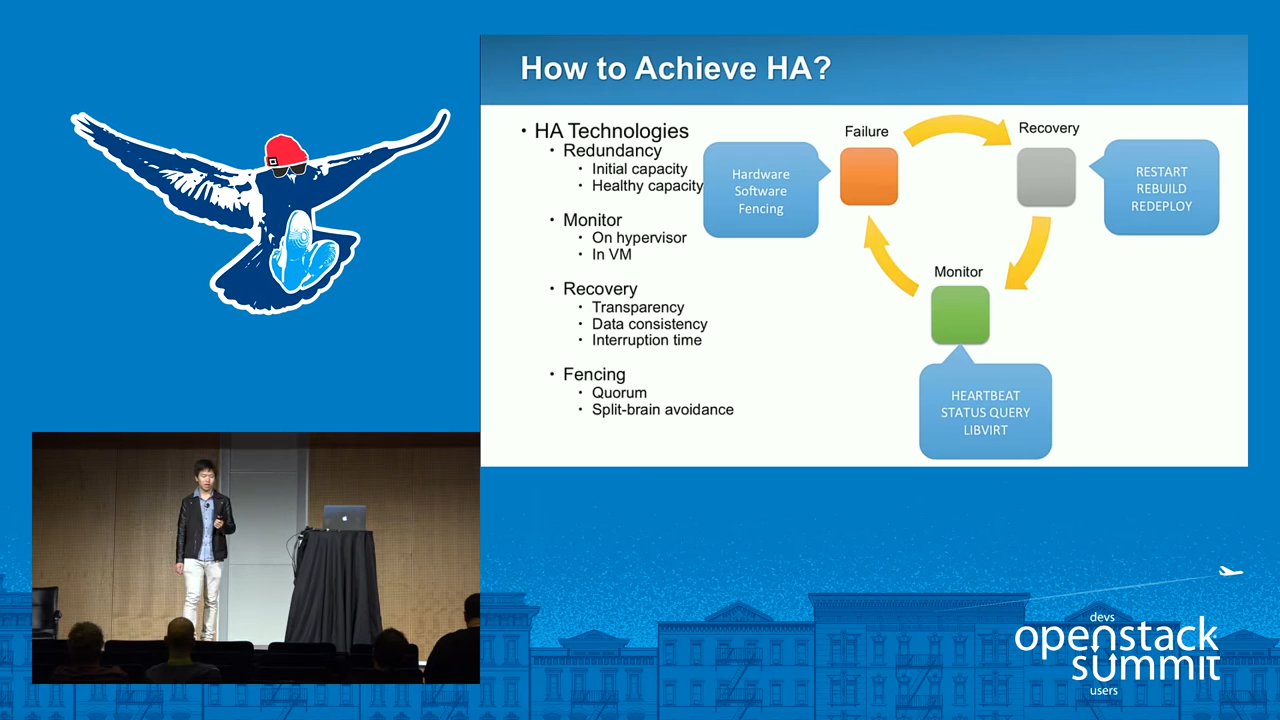 How to Achieve HA?
• HA Technologies
• Redundancy
• Initial capacity
• Healthy capacity
• Monitor
• On hypervisor
• In VM
• Recovery
• Transparency
• Data consistency
• Interruption time
• Fencing
• Quorum
• Split-brain avoidance
Failure
Recovery
Hardware
Software
Fencing
RESTART
REBUILD
REDEPLOY
Monitor
HEARTBEAT
STATUS QUERY
LIBVIRT
devs
openstack
summit
users